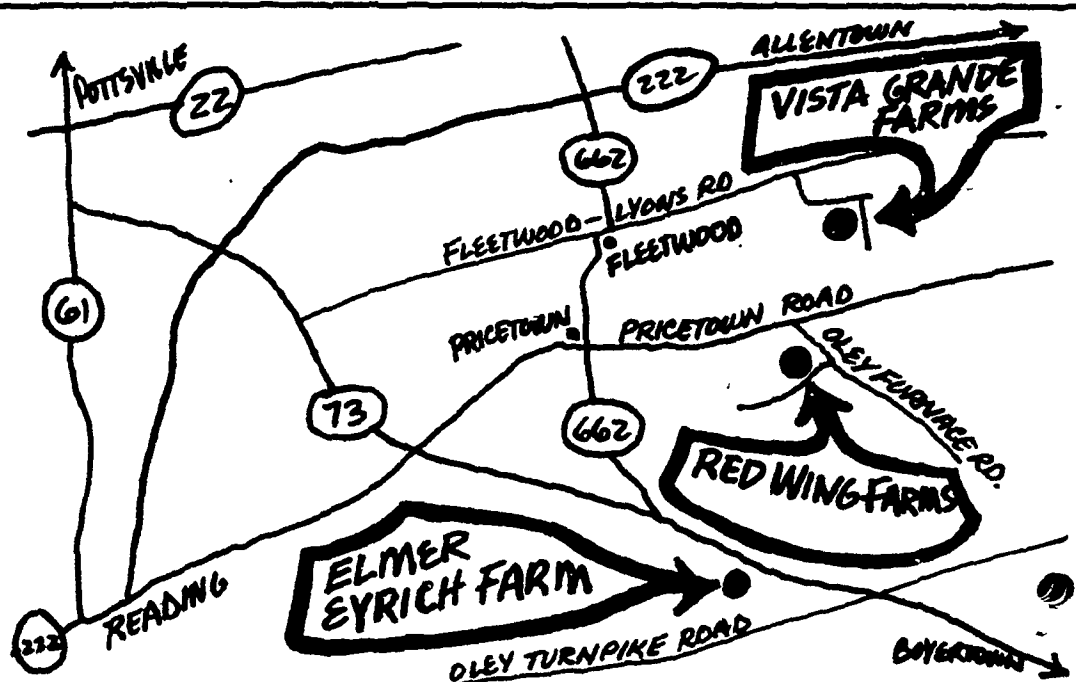 POTTSVILLE
22
222
ALLENTOWN
VISTA GRANDE
FARMS
662
FLEETWOOD-LYONS RD
FLEETWOOD
61
PRICETOWN
PRICETOWN ROAD
OLEY FURNACE RD.
73
662
RED WING FARMS
ELMER
EYRICH FARM
READING
222
OLEY TURNPIKE ROAD
BOYERTOWN